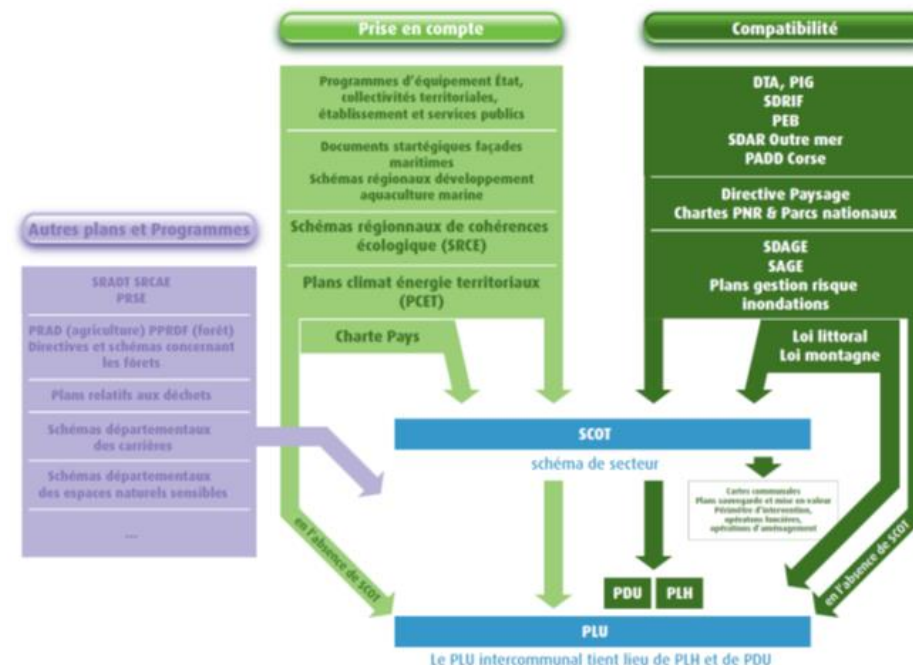 Prise en compte
Programmes d'équipement État,
collectivités territoriales,
établissement et services publics
Documents startégiques façades
maritimes
Schémas régionaux développement
aquaculture marine
Schémas régionnaux de cohérences
écologique (SRCE)
Plans climat énergie territoriaux
(PCET)
Charte Pays
Compatibilité
DTA, PIG
SDRIF
PEB
SDAR Outre mer
PADD Corse
Directive Paysage
Chartes PNR & Parcs nationaux
SDAGE
SAGE
Plans gestion risque
inondations
Loi littoral
Loi montagne
Autres plans et Programmes
SRADT SRCAE
PRSE
PRAD (agriculture) PPRDF (forêt)
Directives et schémas concernant
les fôrets
Plans relatifs aux déchets
Schémas départementaux
des carrières
Schémas départementaux
des espaces naturels sensibles
...
SCOT
schéma de secteur
Cartes communales
Plans sauvegarde et mise en valeur
Périmètre d'intervention,
opératons foncières,
opératións d'aménagement
en l'absence de SCOT
en l'absence de SCOT
PDU
PLH
PLU
Le PLU intercommunal tient lieu de PLH et de PDU